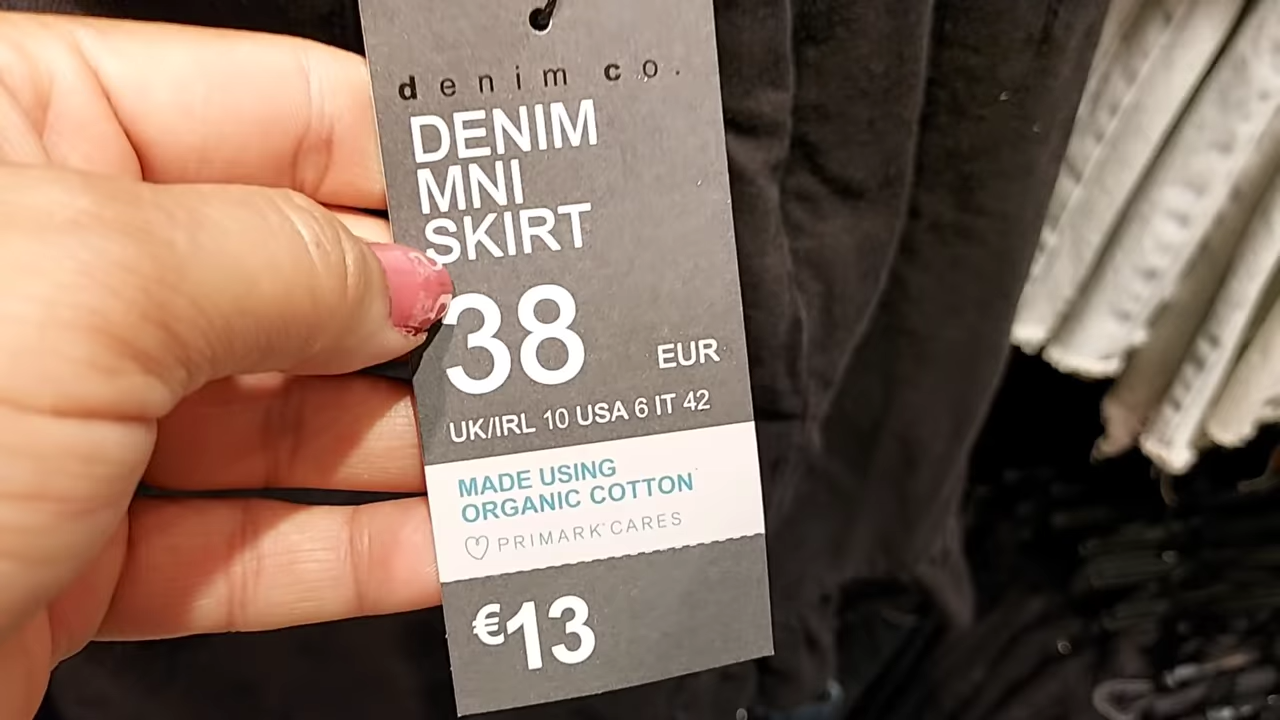 denim co.
DENIM
MNI
SKIRT
38 EUR
UK/IRL 10 USA 6 IT 42
MADE USING
ORGANIC COTTON
PRIMARK CARES
€13